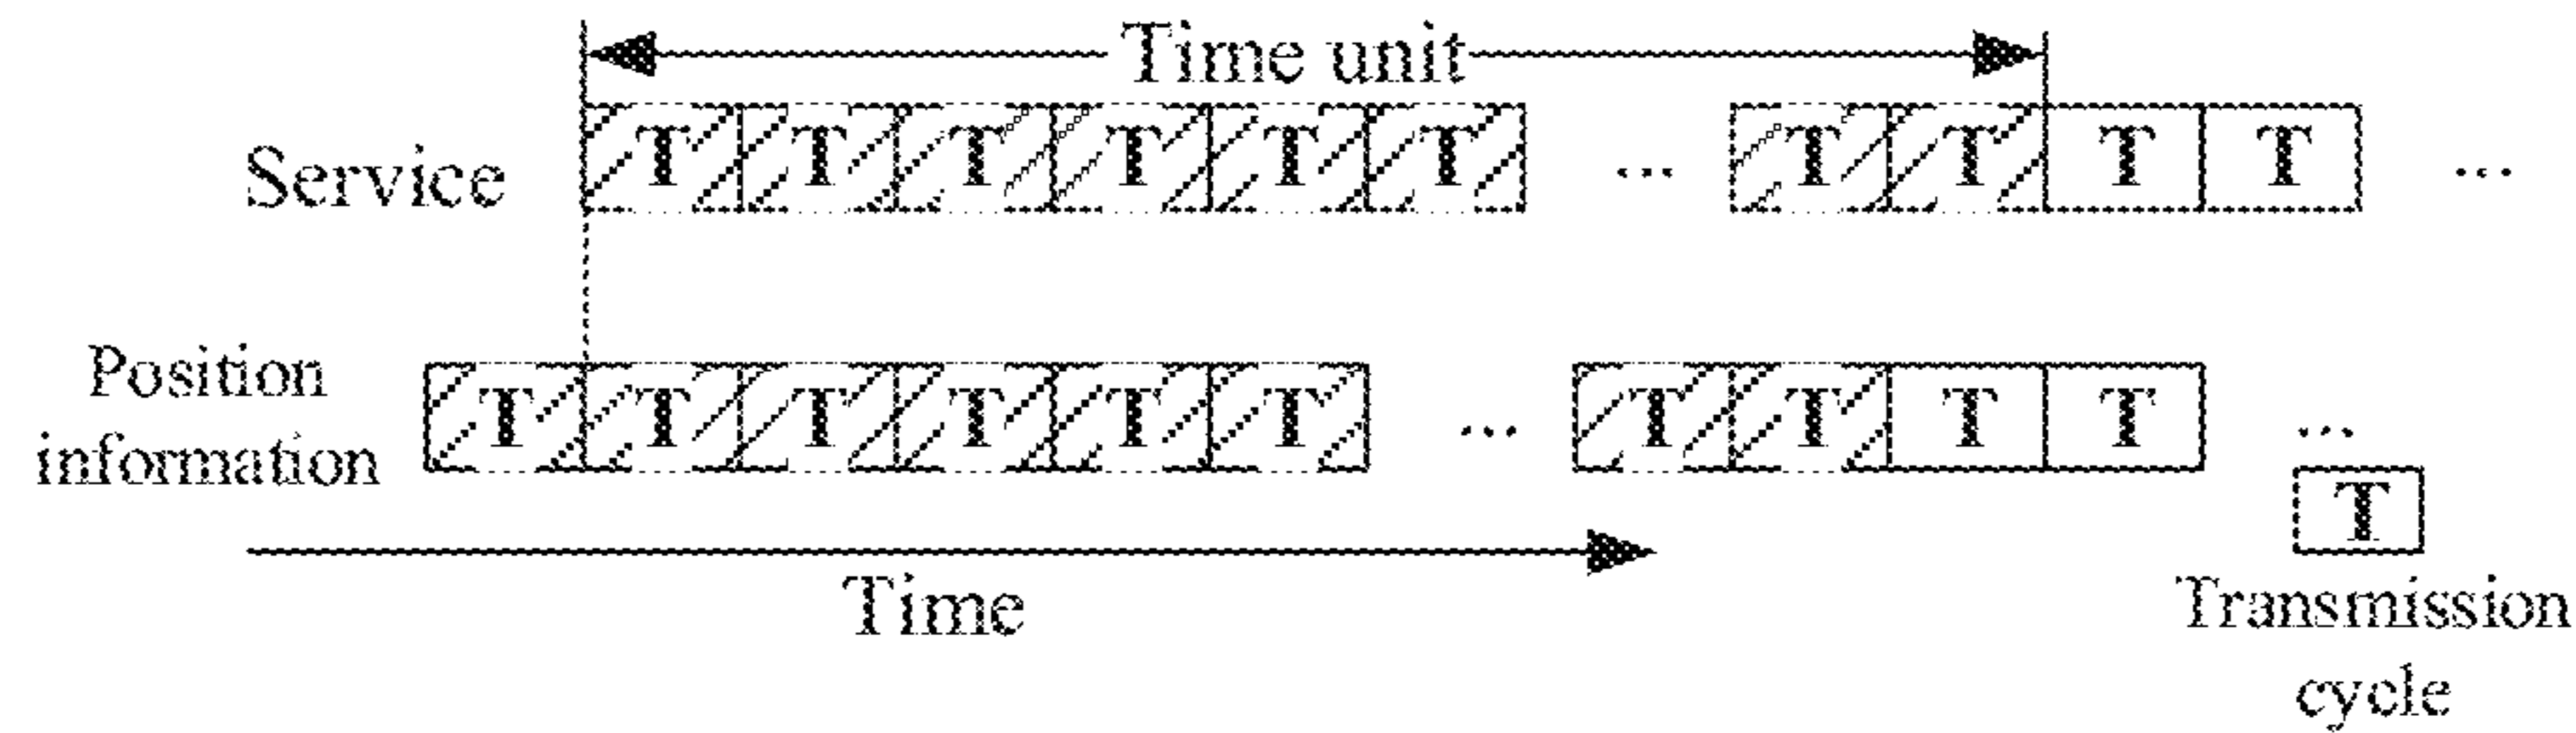 Time unit
Service T T T T T T ... T T T T ...
Position
information
T T T T T T ... T T T T ...
T
Time
Transmission
cycle